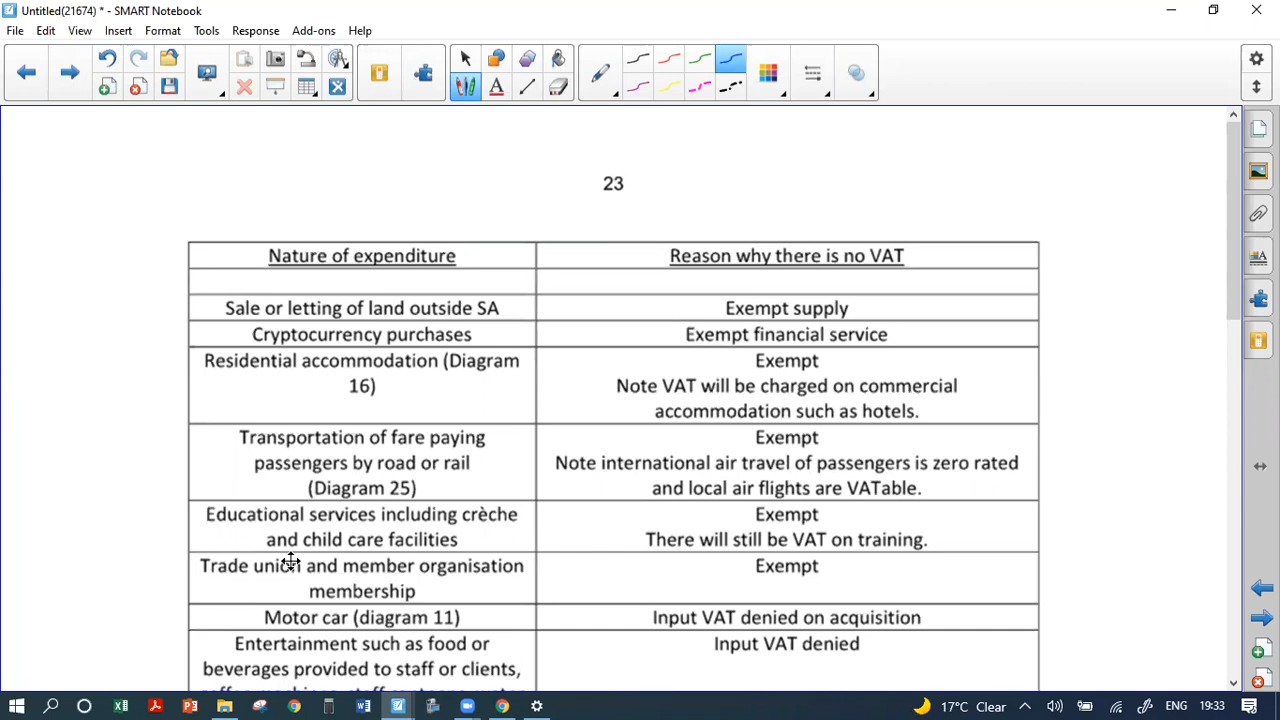 Untitled(21674) * - SMART Notebook
File Edit View Insert Format Tools Response Add-ons Help
23
Nature of expenditure Reason why there is no VAT
Sale or letting of land outside SA Exempt supply
Cryptocurrency purchases Exempt financial service
Residential accommodation (Diagram Exempt
16) Note VAT will be charged on commercial
accommodation such as hotels.
Transportation of fare paying Exempt
passengers by road or rail Note international air travel of passengers is zero rated
(Diagram 25) and local air flights are VATable.
Educational services including crèche Exempt
and child care facilities There will still be VAT on training.
Trade union and member organisation Exempt
membership
Motor car (diagram 11) Input VAT denied on acquisition
Entertainment such as food or Input VAT denied
beverages provided to staff or clients,
17°C Clear ENG 19:33